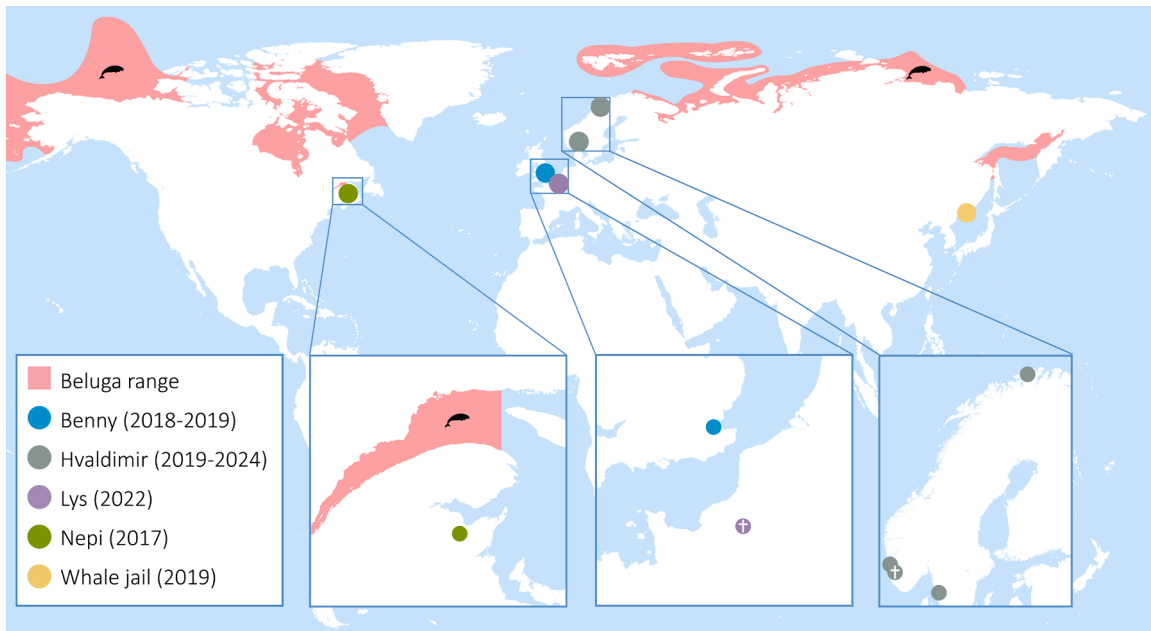 Beluga range
Benny (2018-2019)
Hvaldimir (2019-2024)
Lys (2022)
Nepi (2017)
Whale jail (2019)